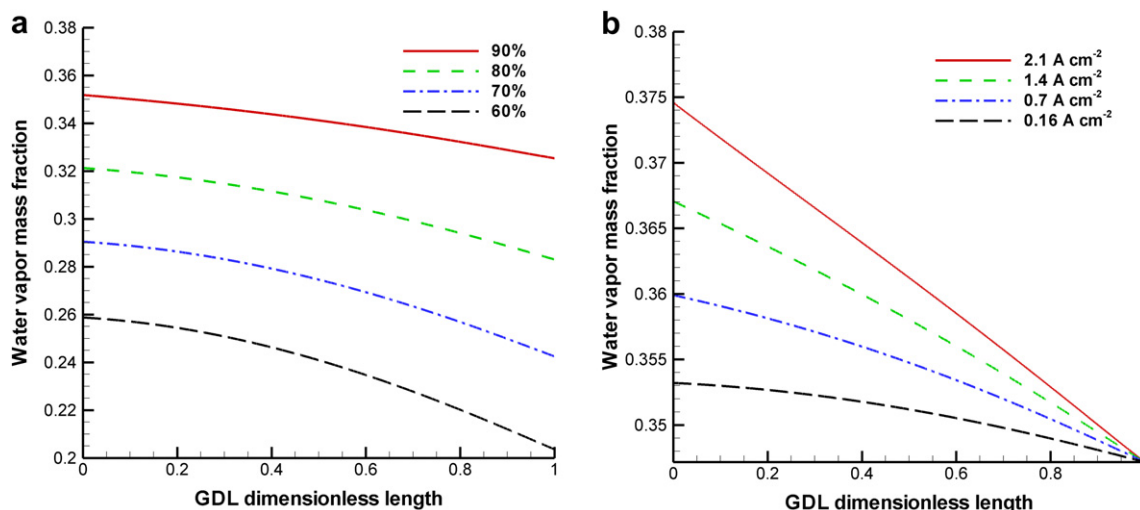 a
Water vapor mass fraction
0.38
0.36
0.34
0.32
0.3
0.28
0.26
0.24
0.22
0.2
0 0.2 0.4 0.6 0.8 1
GDL dimensionless length
90%
80%
70%
60%
b
Water vapor mass fraction
0.38
0.375
0.37
0.365
0.36
0.355
0.35
0 0.2 0.4 0.6 0.8
GDL dimensionless length
2.1 A cm⁻²
1.4 A cm⁻²
0.7 A cm⁻²
0.16 A cm⁻²